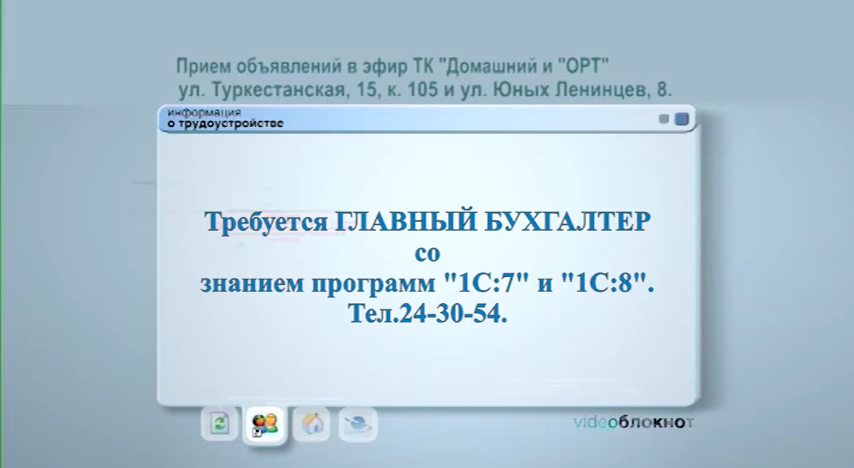 Прием объявлений в эфир ТК "Домашний и "ОРТ"
ул. Туркестанская, 15, к. 105 и ул. Юных Ленинцев, 8.
информация
о трудоустройстве
Требуется ГЛАВНЫЙ БУХГАЛТЕР
со
знанием программ "1С:7" и "1С:8".
Тел.24-30-54.
videoблокнот